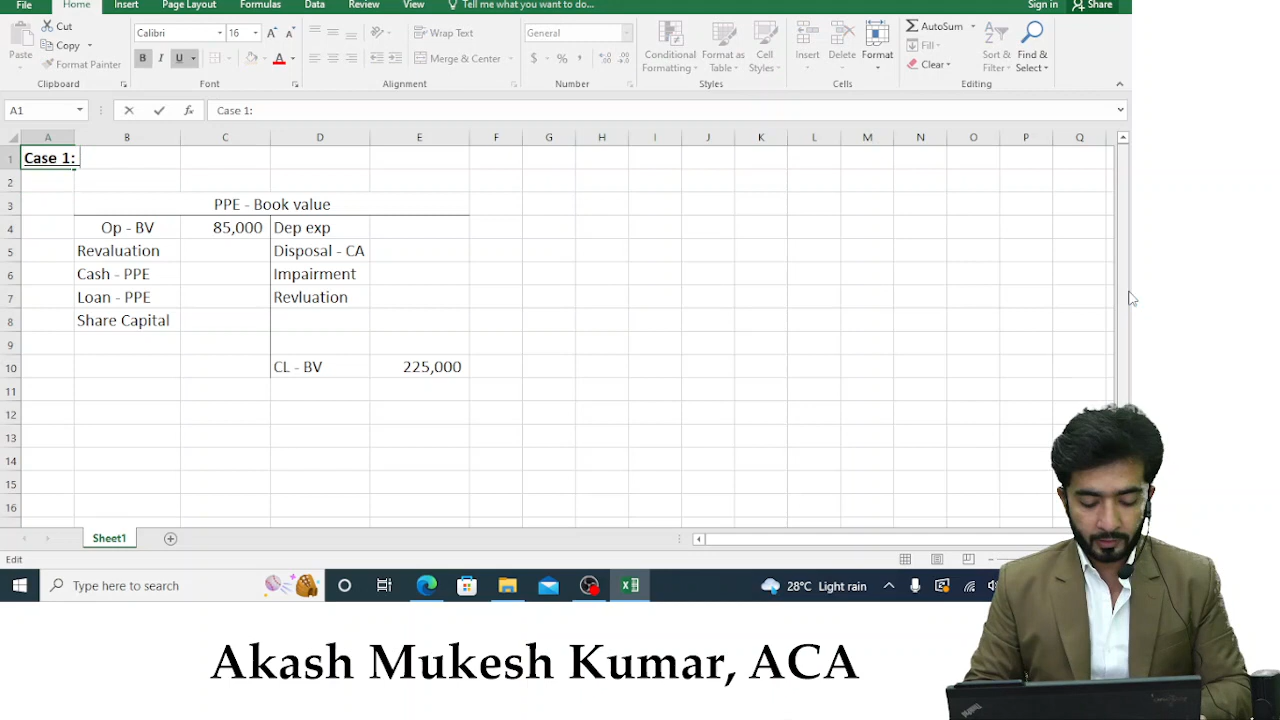 File Home Insert Page Layout Formulas Data Review View Tell me what you want to do... Sign in Share
Cut
Copy
Format Painter
Paste
Clipboard
Calibri 16 A A
B I U A
Font
Wrap Text
Merge & Center
Alignment
General
$ % ,
Number
Conditional Formatting
Format as Table
Cell Styles
Styles
Insert Delete Format
Cells
AutoSum
Fill
Clear
Sort & Filter
Find & Select
Editing
A1 fx Case 1:
A B C D E F G H I J K L M N O P Q
1 Case 1:
2
3 PPE - Book value
4 Op - BV 85,000 Dep exp
5 Revaluation Disposal - CA
6 Cash - PPE Impairment
7 Loan - PPE Revluation
8 Share Capital
9
10 CL - BV 225,000
11
12
13
14
15
16
Sheet1
Edit
Type here to search 28°C Light rain
Akash Mukesh Kumar, ACA